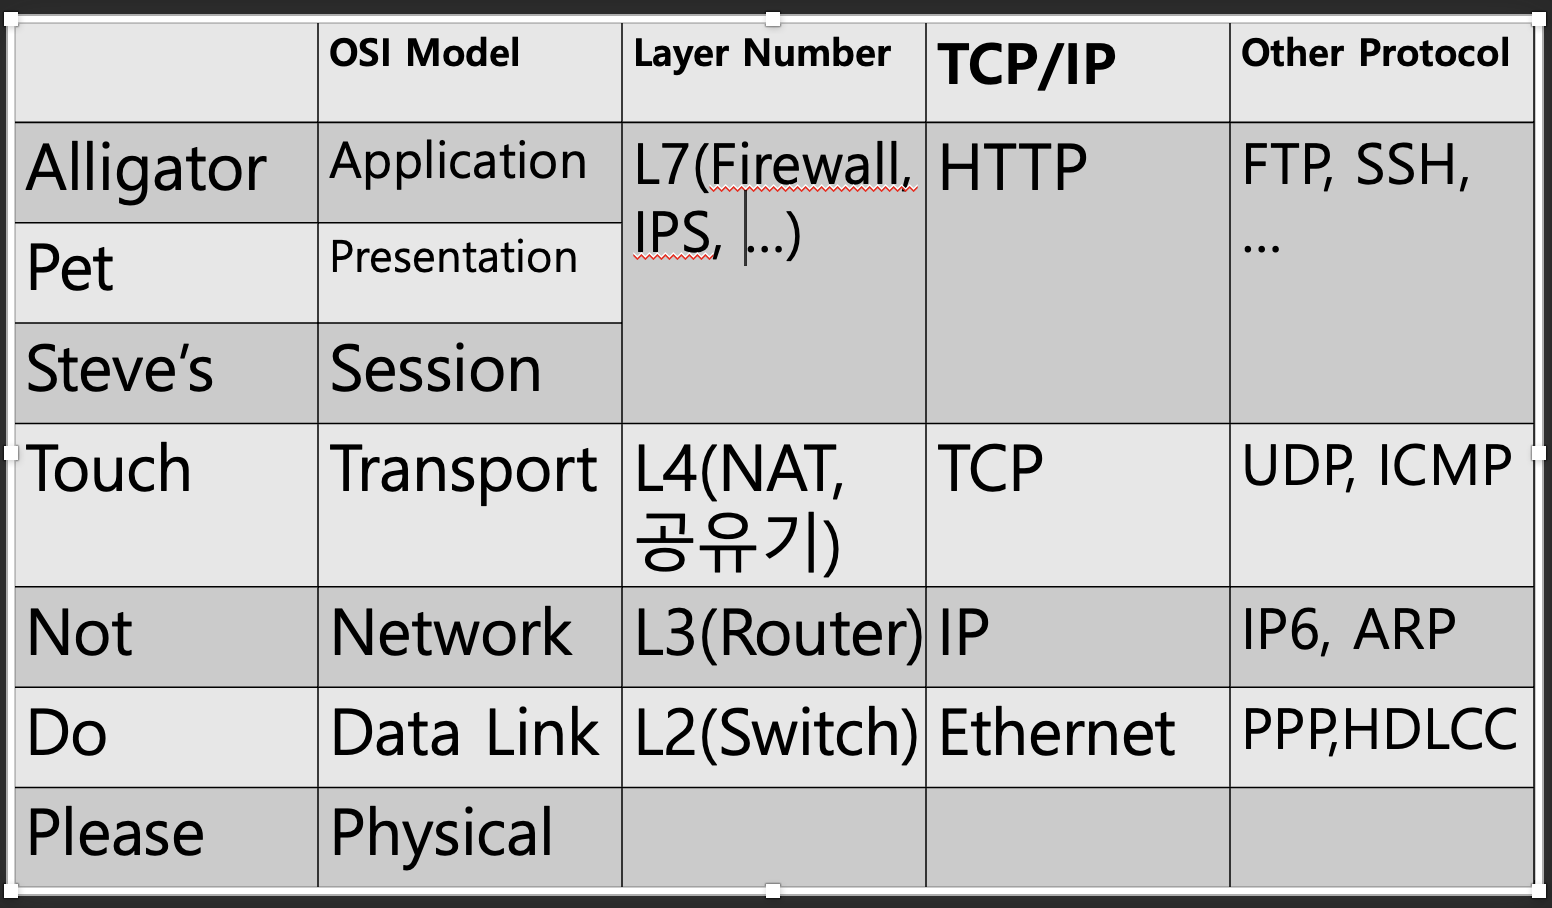 OSI Model
Layer Number
TCP/IP
Other Protocol
Alligator
Application
L7(Firewall,
IPS, ...)
HTTP
FTP, SSH,
...
Pet
Presentation
Steve’s
Session
Touch
Transport
L4(NAT,
공유기)
TCP
UDP, ICMP
Not
Network
L3(Router)
IP
IP6, ARP
Do
Data Link
L2(Switch)
Ethernet
PPP,HDLCC
Please
Physical